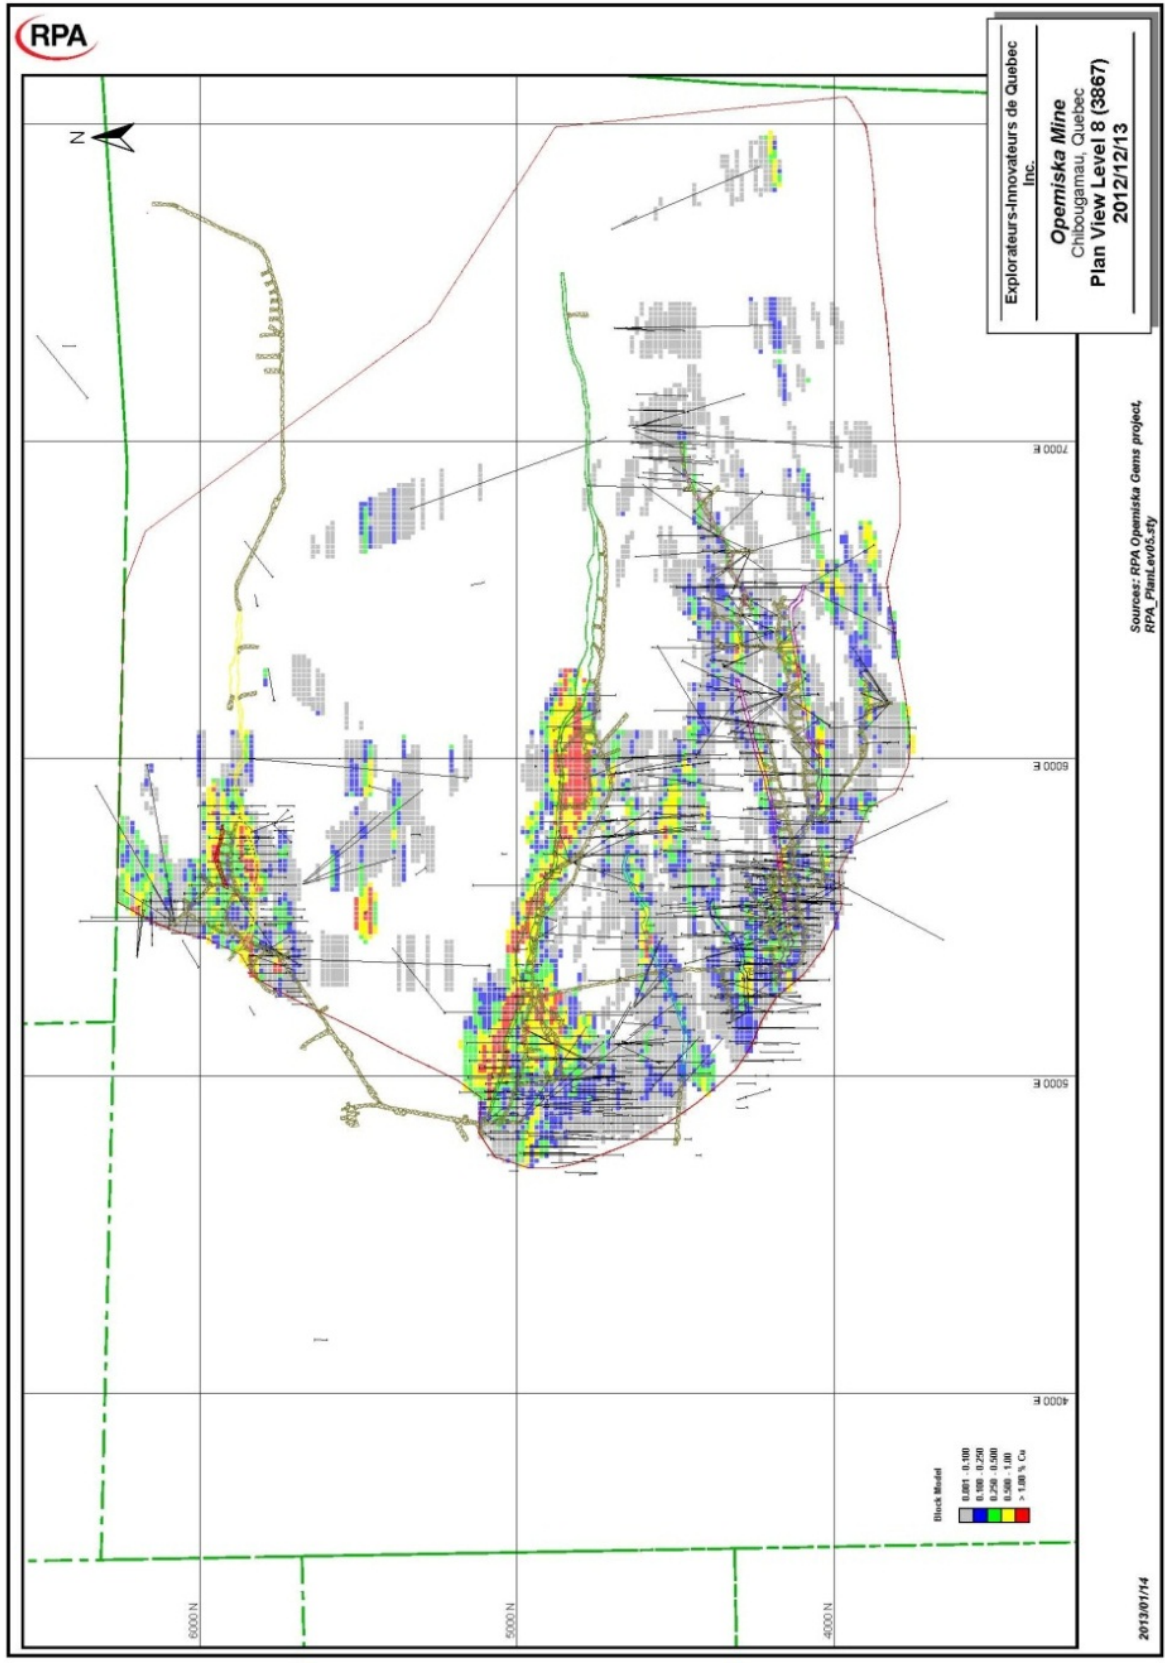 RPA
N
Explorateurs-Innovateurs de Quebec
Inc.
Opemiska Mine
Chibougamau, Quebec
Plan View Level 8 (3867)
2012/12/13
7000 E
6000 E
5000 E
4000 E
6000 N
5000 N
4000 N
Block Model
0.001 - 0.100
0.100 - 0.250
0.250 - 0.500
0.500 - 1.00
> 1.00 % Cu
Sources: RPA Opemiska Gems project,
RPA_PlanLev05.sty
2013/01/14